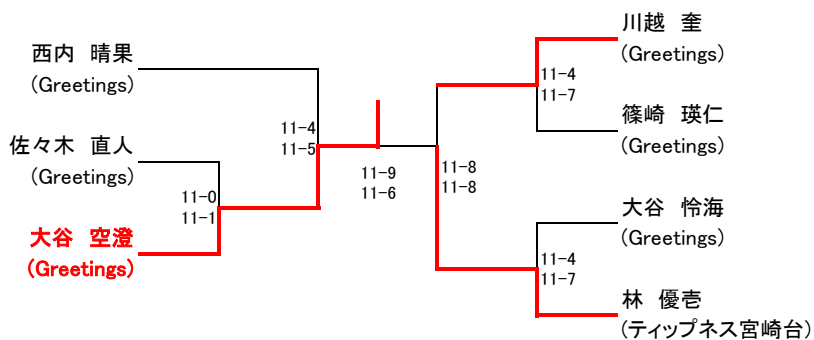 西内　晴果
(Greetings)
佐々木　直人
(Greetings)
大谷　空澄
(Greetings)
11-0
11-1
11-4
11-5
11-9
11-6
11-8
11-8
川越　奎
(Greetings)
11-4
11-7
篠崎　瑛仁
(Greetings)
大谷　怜海
(Greetings)
11-4
11-7
林　優壱
(ティップネス宮崎台)